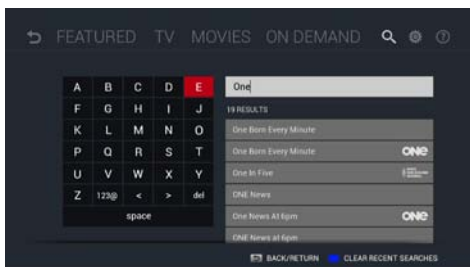 FEATURED TV MOVIES ON DEMAND
A B C D E
One
F G H I J
19 RESULTS
K L M N O
One Born Every Minute
P Q R S T
One Born Every Minute ONE
U V W X Y
One In Five
Z 123@ < > del
ONE News
space
One News At 6pm ONE
ONE News at 6pm
BACK/RETURN CLEAR RECENT SEARCHES